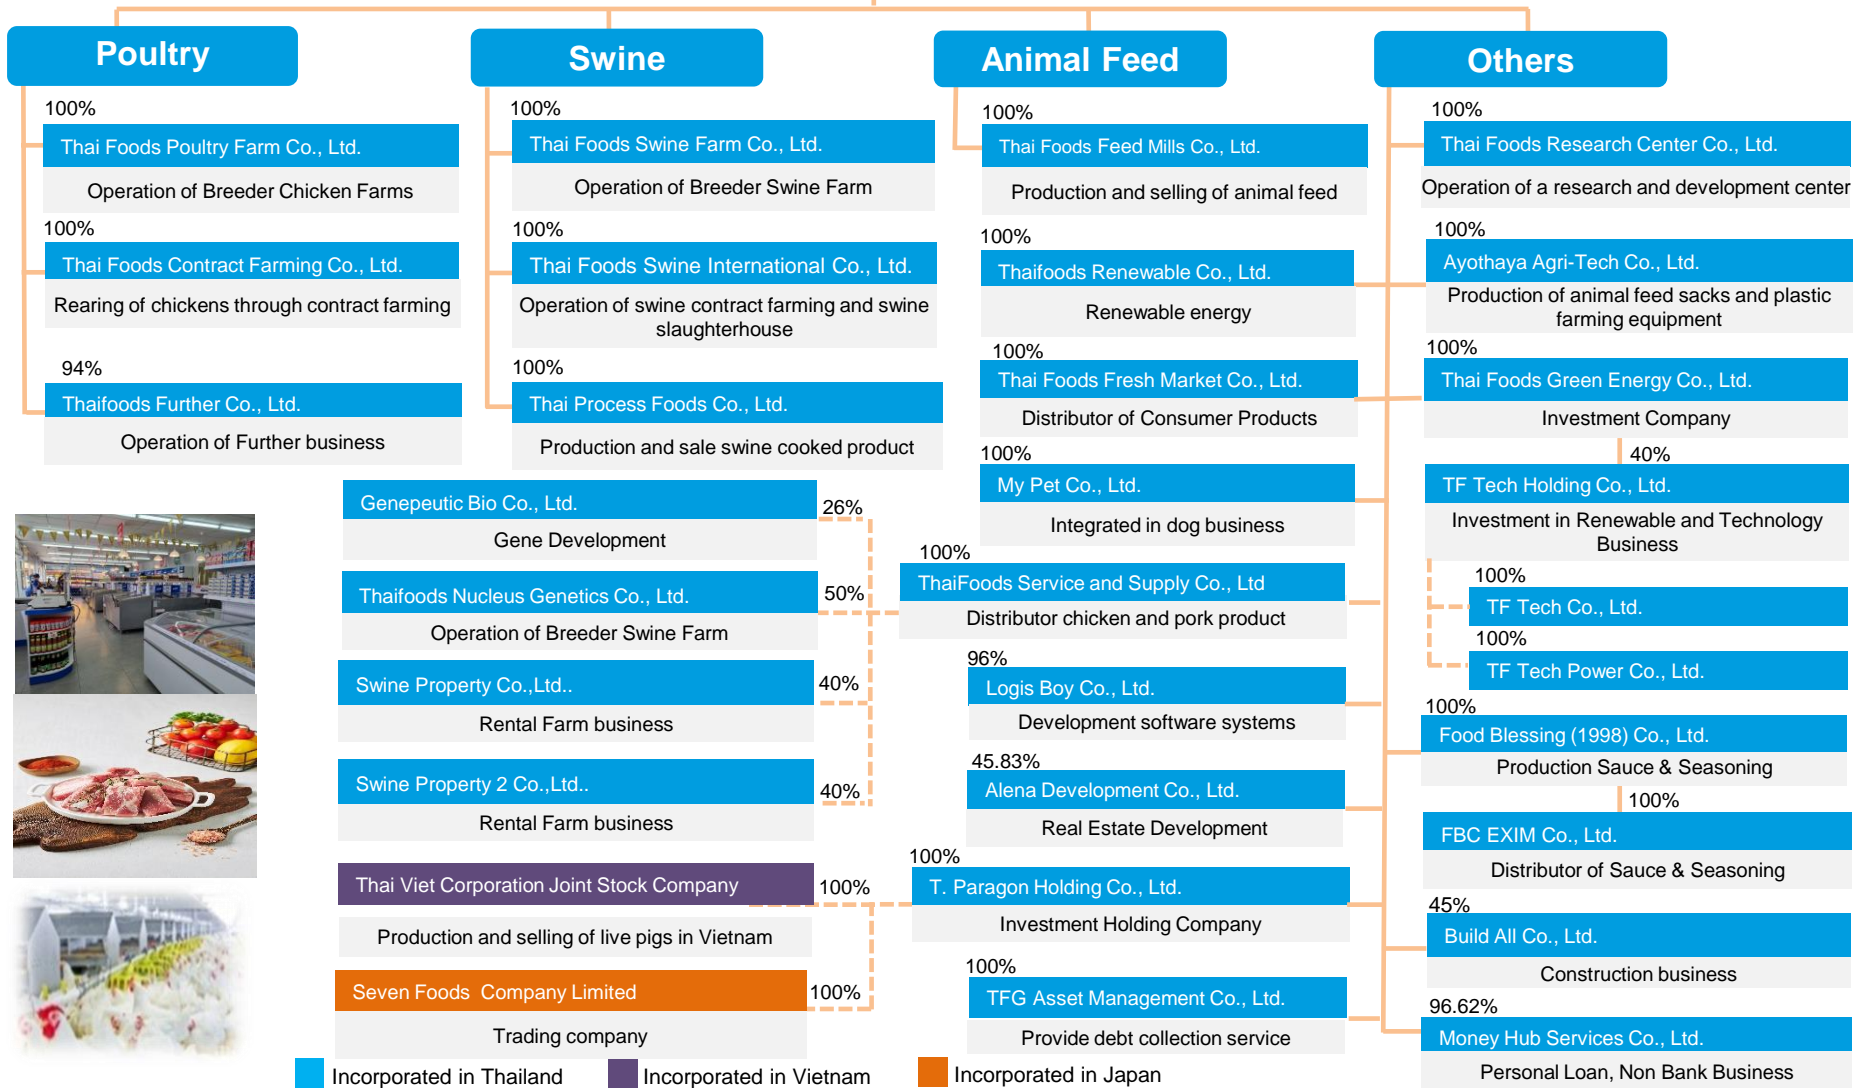 Poultry
100%
Thai Foods Poultry Farm Co., Ltd.
Operation of Breeder Chicken Farms
100%
Thai Foods Contract Farming Co., Ltd.
Rearing of chickens through contract farming
94%
Thaifoods Further Co., Ltd.
Operation of Further business
Swine
100%
Thai Foods Swine Farm Co., Ltd.
Operation of Breeder Swine Farm
100%
Thai Foods Swine International Co., Ltd.
Operation of swine contract farming and swine
slaughterhouse
100%
Thai Process Foods Co., Ltd.
Production and sale swine cooked product
Genepeutic Bio Co., Ltd.
26%
Gene Development
Thaifoods Nucleus Genetics Co., Ltd.
50%
Operation of Breeder Swine Farm
Swine Property Co.,Ltd..
40%
Rental Farm business
Swine Property 2 Co.,Ltd..
40%
Rental Farm business
Thai Viet Corporation Joint Stock Company
100%
Production and selling of live pigs in Vietnam
Seven Foods Company Limited
100%
Trading company
Animal Feed
100%
Thai Foods Feed Mills Co., Ltd.
Production and selling of animal feed
100%
Thaifoods Renewable Co., Ltd.
Renewable energy
100%
Thai Foods Fresh Market Co., Ltd.
Distributor of Consumer Products
100%
My Pet Co., Ltd.
Integrated in dog business
100%
ThaiFoods Service and Supply Co., Ltd
Distributor chicken and pork product
96%
Logis Boy Co., Ltd.
Development software systems
45.83%
Alena Development Co., Ltd.
Real Estate Development
100%
T. Paragon Holding Co., Ltd.
Investment Holding Company
100%
TFG Asset Management Co., Ltd.
Provide debt collection service
Others
100%
Thai Foods Research Center Co., Ltd.
Operation of a research and development center
100%
Ayothaya Agri-Tech Co., Ltd.
Production of animal feed sacks and plastic
farming equipment
100%
Thai Foods Green Energy Co., Ltd.
Investment Company
40%
TF Tech Holding Co., Ltd.
Investment in Renewable and Technology
Business
100%
TF Tech Co., Ltd.
100%
TF Tech Power Co., Ltd.
100%
Food Blessing (1998) Co., Ltd.
Production Sauce & Seasoning
100%
FBC EXIM Co., Ltd.
Distributor of Sauce & Seasoning
45%
Build All Co., Ltd.
Construction business
96.62%
Money Hub Services Co., Ltd.
Personal Loan, Non Bank Business
Incorporated in Thailand
Incorporated in Vietnam
Incorporated in Japan